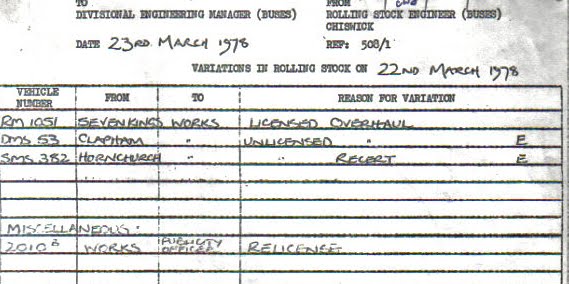 TO FROM
DIVISIONAL ENGINEERING MANAGER (BUSES) ROLLING STOCK ENGINEER (BUSES)
CHISWICK
DATE 23RD MARCH 1978 REF: 508/1
VARIATIONS IN ROLLING STOCK ON 22ND MARCH 1978
VEHICLE NUMBER FROM TO REASON FOR VARIATION
RM 1051 SEVENKINGS WORKS LICENSED OVERHAUL
DMS 53 CLAPHAM " UNLICENSED " E
SMS 382 HORNCHURCH " " RECERT E
MISCELLANEOUS:
2010 B WORKS PUBLICITY OFFICER RELICENSE